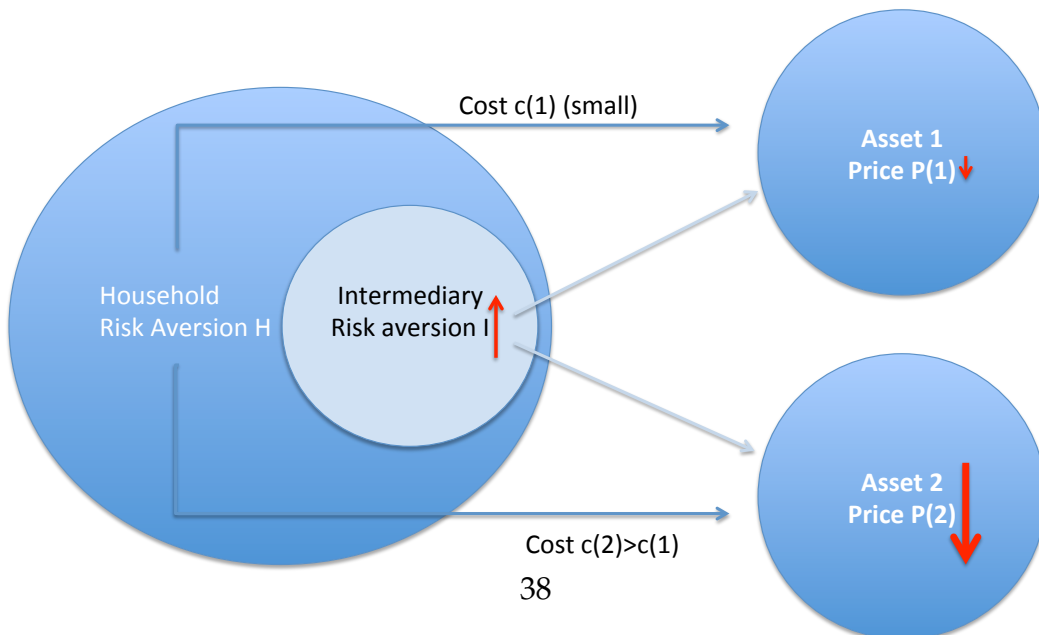 Cost c(1) (small)
Asset 1
Price P(1)
Household
Risk Aversion H
Intermediary
Risk aversion I
Asset 2
Price P(2)
Cost c(2)>c(1)
38